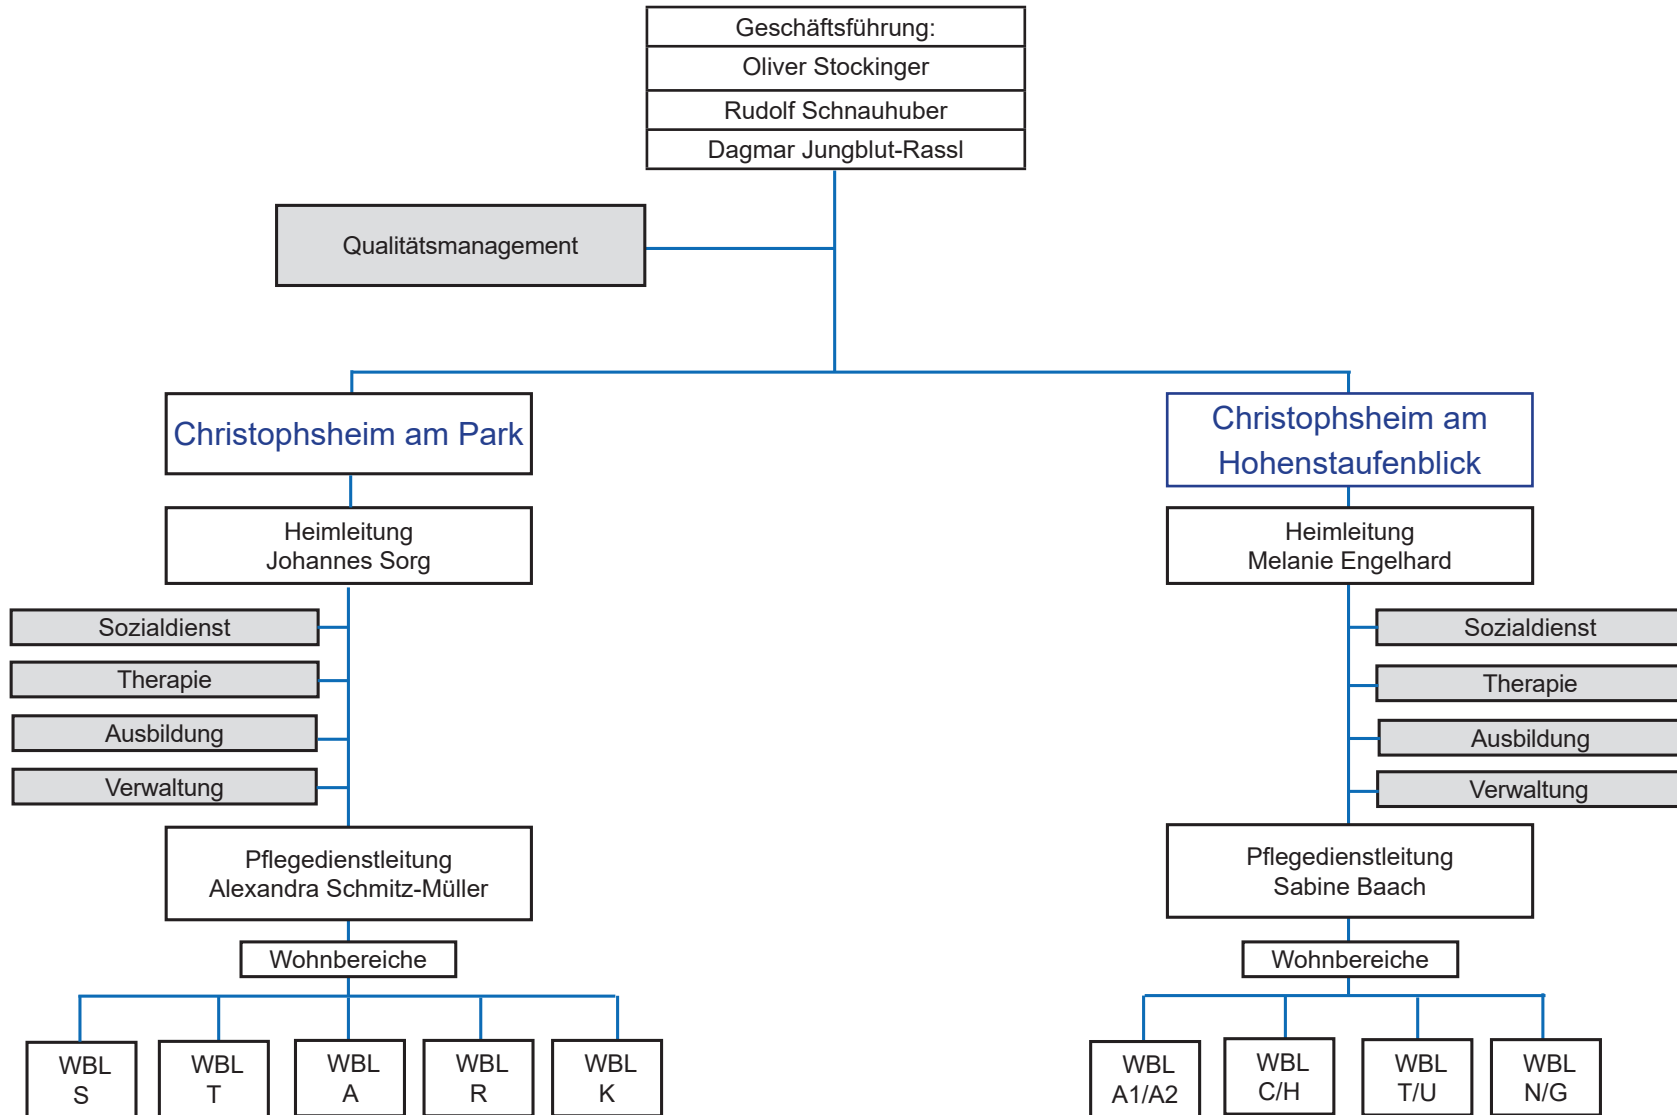 Geschäftsführung:
Oliver Stockinger
Rudolf Schnauhuber
Dagmar Jungblut-Rassl
Qualitätsmanagement
Christophsheim am Park
Heimleitung
Johannes Sorg
Sozialdienst
Therapie
Ausbildung
Verwaltung
Pflegedienstleitung
Alexandra Schmitz-Müller
Wohnbereiche
WBL
S
WBL
T
WBL
A
WBL
R
WBL
K
Christophsheim am
Hohenstaufenblick
Heimleitung
Melanie Engelhard
Sozialdienst
Therapie
Ausbildung
Verwaltung
Pflegedienstleitung
Sabine Baach
Wohnbereiche
WBL
A1/A2
WBL
C/H
WBL
T/U
WBL
N/G